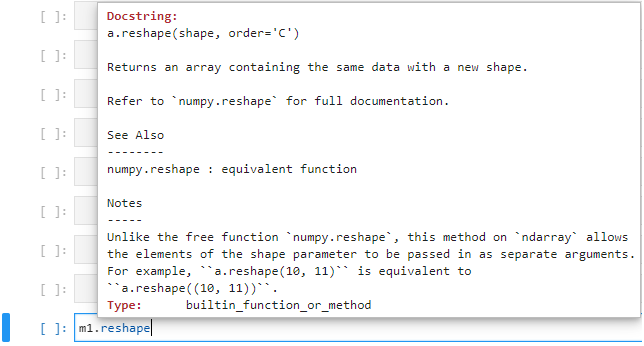 [ ]:
[ ]:
[ ]:
[ ]:
[ ]:
[ ]:
[ ]:
[ ]:
Docstring:
a.reshape(shape, order='C')
Returns an array containing the same data with a new shape.
Refer to `numpy.reshape` for full documentation.
See Also
--------
numpy.reshape : equivalent function
Notes
-----
Unlike the free function `numpy.reshape`, this method on `ndarray` allows
the elements of the shape parameter to be passed in as separate arguments.
For example, ``a.reshape(10, 11)`` is equivalent to
``a.reshape((10, 11))``.
Type:      builtin_function_or_method
[ ]: m1.reshape